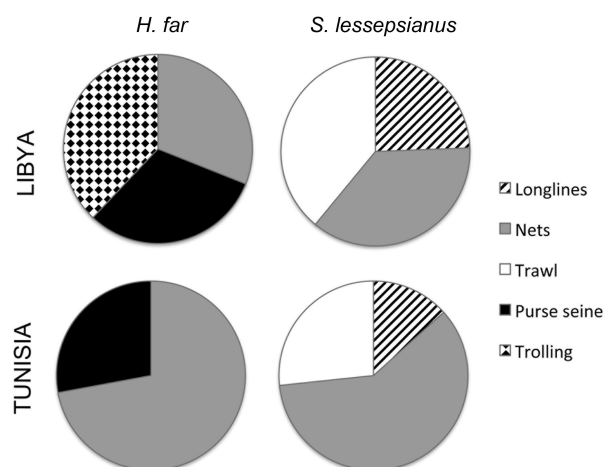 H. far
S. lessepsianus
LIBYA
TUNISIA
Longlines
Nets
Trawl
Purse seine
Trolling